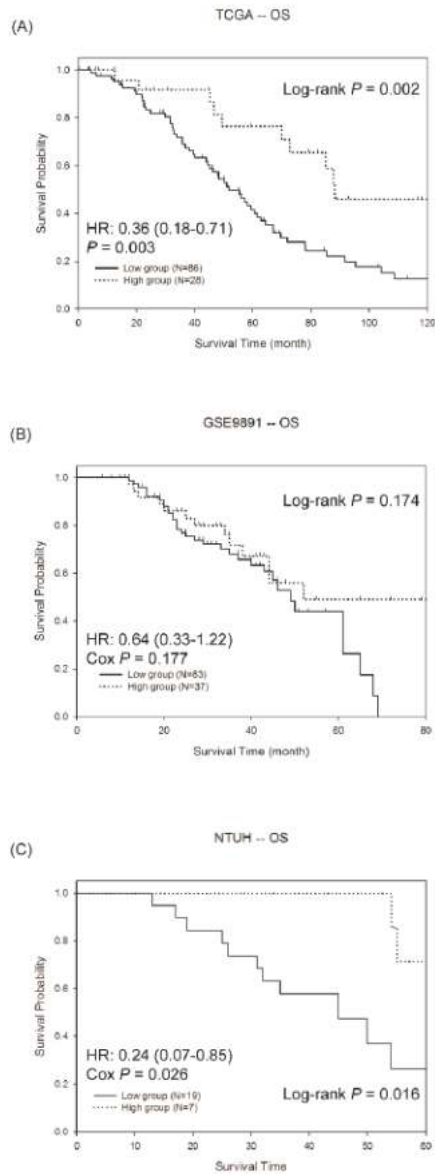 (A)
TCGA -- OS
Log-rank P = 0.002
Survival Probability
1.0
0.8
0.6
0.4
0.2
0.0
HR: 0.36 (0.18-0.71)
P = 0.003
Low group (N=86)
High group (N=28)
0 20 40 60 80 100 120
Survival Time (month)
(B)
GSE9891 -- OS
Log-rank P = 0.174
Survival Probability
1.0
0.8
0.6
0.4
0.2
0.0
HR: 0.64 (0.33-1.22)
Cox P = 0.177
Low group (N=83)
High group (N=37)
0 20 40 60 80
Survival Time (month)
(C)
NTUH -- OS
Survival Probability
1.0
0.8
0.6
0.4
0.2
0.0
HR: 0.24 (0.07-0.85)
Cox P = 0.026
Low group (N=19)
High group (N=7)
Log-rank P = 0.016
0 10 20 30 40 50 60
Survival Time